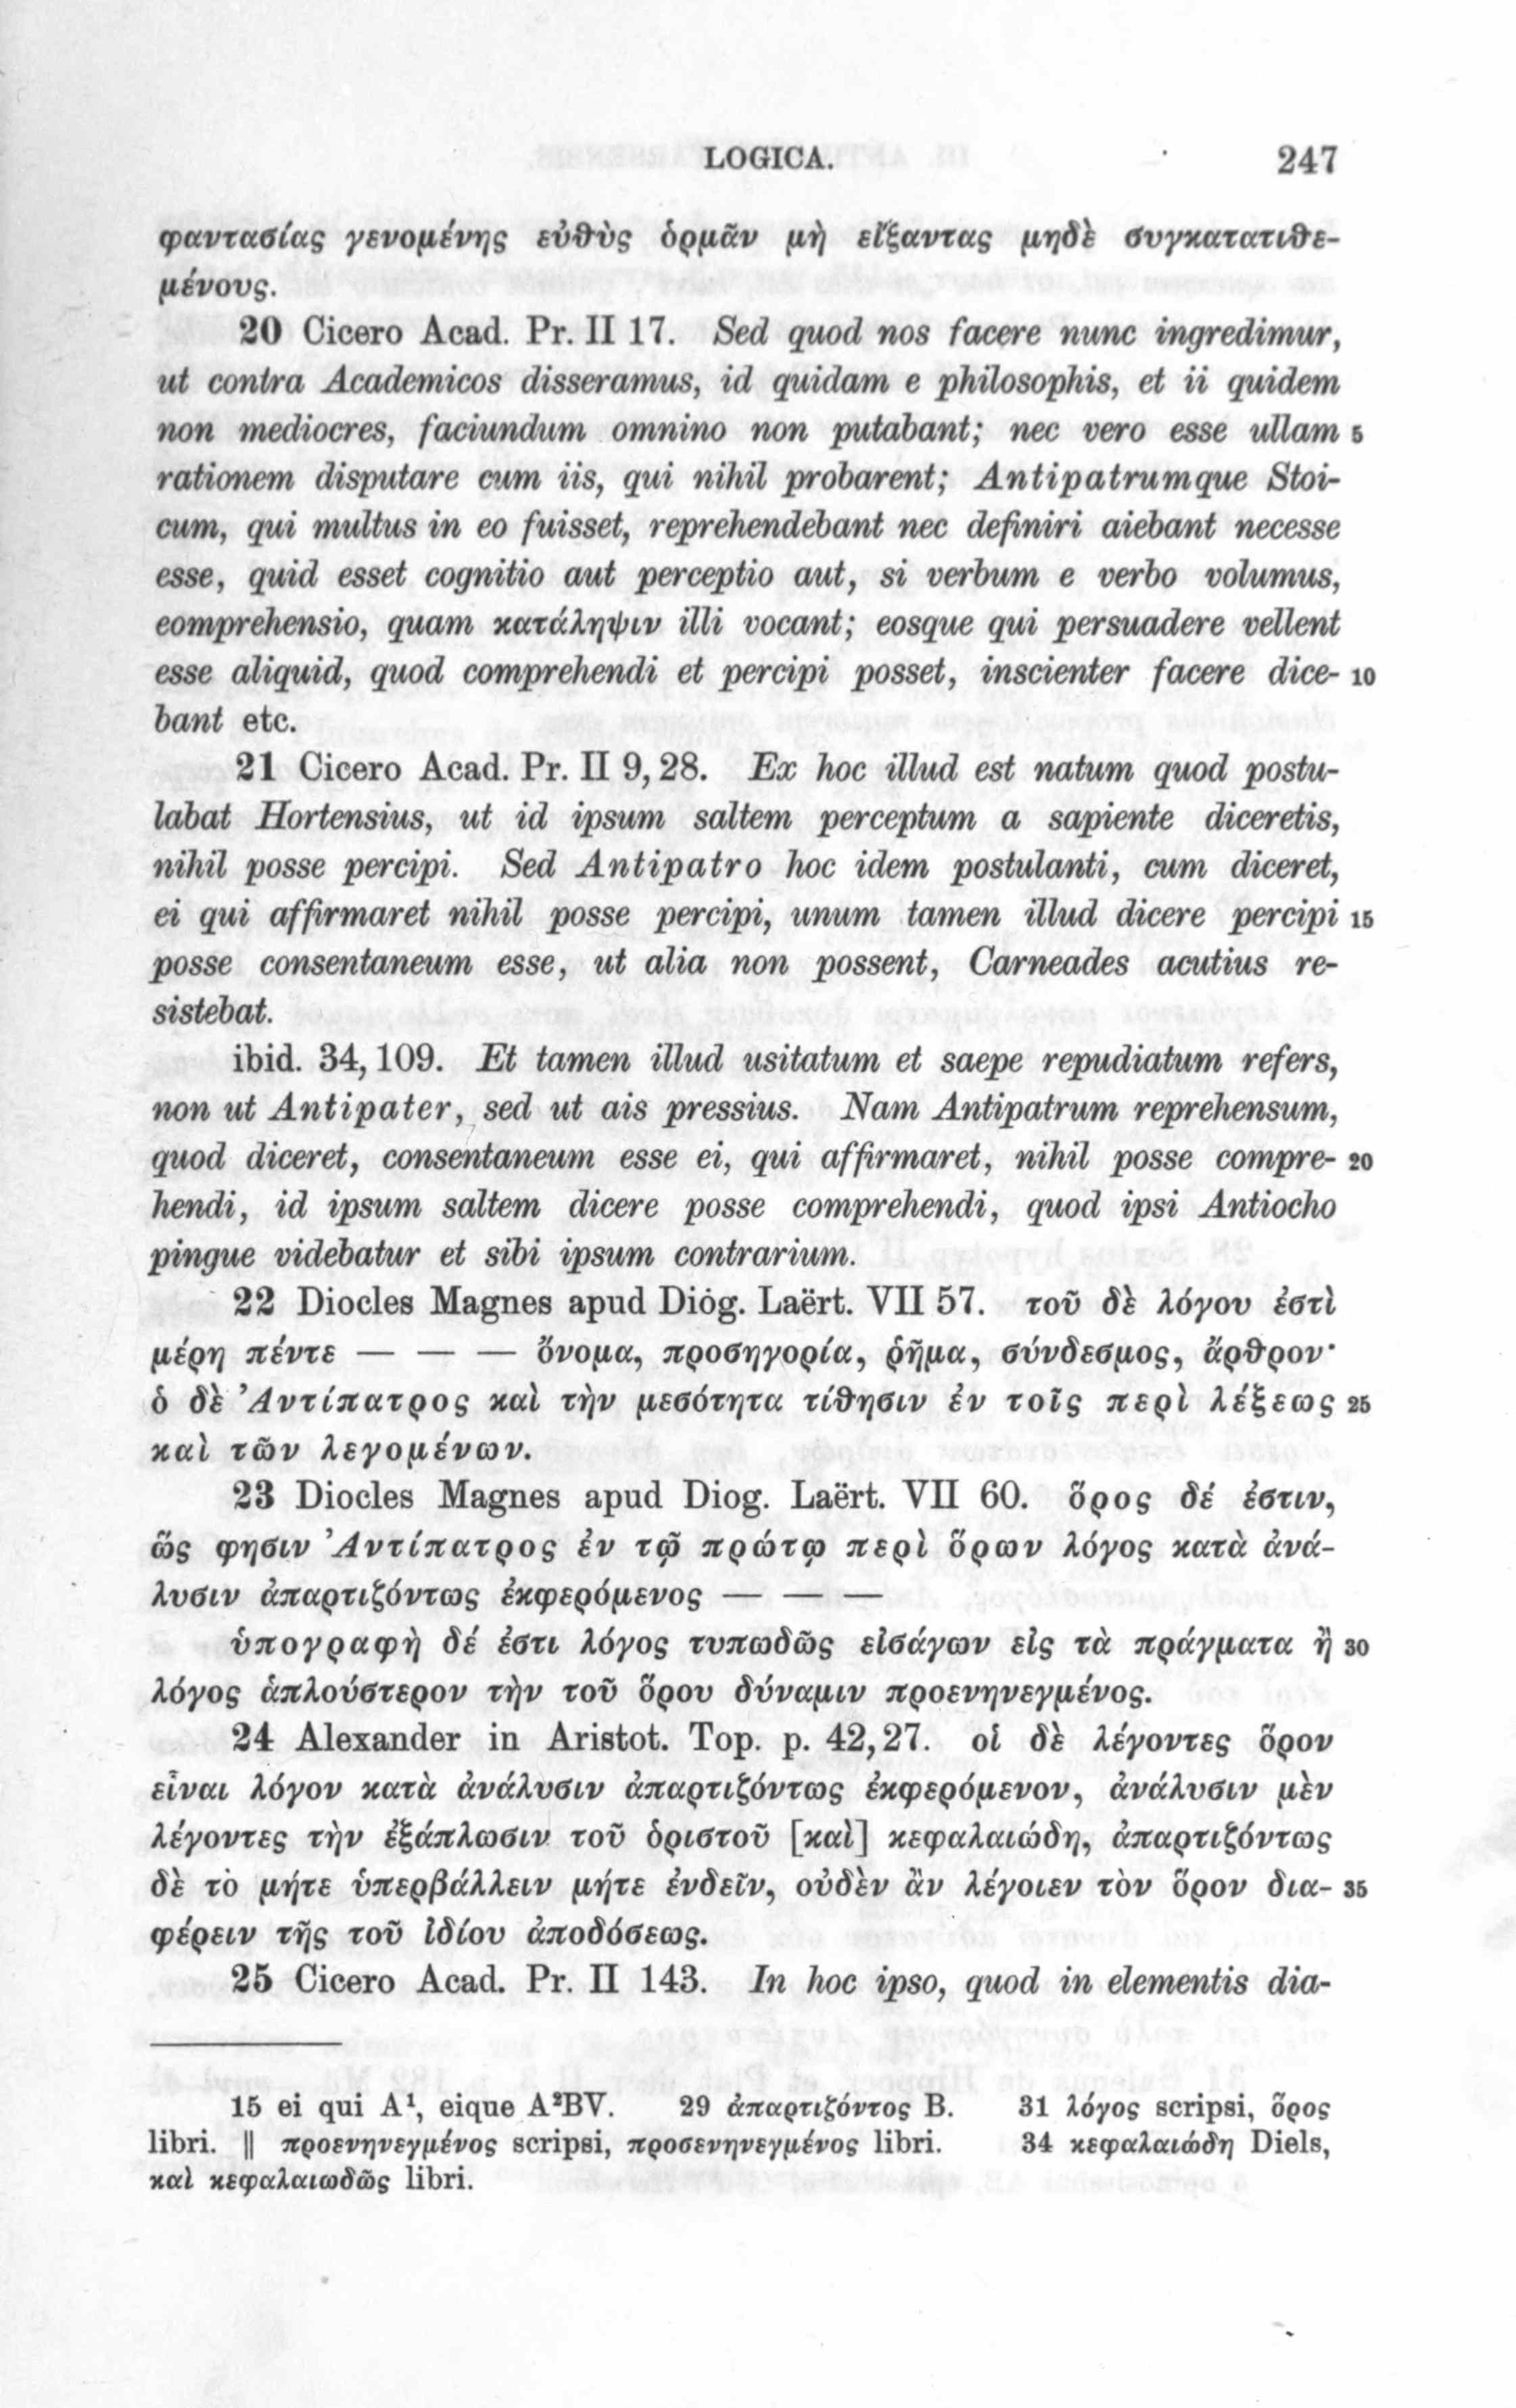 LOGICA. 247
φαντασίας γενομένης εὐθὺς ὁρμᾶν μὴ εἴξαντας μηδὲ συγκατατιθε-
μένους.
20 Cicero Acad. Pr. II 17. Sed quod nos facere nunc ingredimur,
ut contra Academicos disseramus, id quidam e philosophis, et ii quidem
non mediocres, faciundum omnino non putabant; nec vero esse ullam 5
rationem disputare cum iis, qui nihil probarent; Antipatrumque Stoi-
cum, qui multus in eo fuisset, reprehendebant nec definiri aiebant necesse
esse, quid esset cognitio aut perceptio aut, si verbum e verbo volumus,
eomprehensio, quam κατάληψιν illi vocant; eosque qui persuadere vellent
esse aliquid, quod comprehendi et percipi posset, inscienter facere dice- 10
bant etc.
21 Cicero Acad. Pr. II 9, 28. Ex hoc illud est natum quod postu-
labat Hortensius, ut id ipsum saltem perceptum a sapiente diceretis,
nihil posse percipi. Sed Antipatro hoc idem postulanti, cum diceret,
ei qui affirmaret nihil posse percipi, unum tamen illud dicere percipi 15
posse consentaneum esse, ut alia non possent, Carneades acutius re-
sistebat.
ibid. 34, 109. Et tamen illud usitatum et saepe repudiatum refers,
non ut Antipater, sed ut ais pressius. Nam Antipatrum reprehensum,
quod diceret, consentaneum esse ei, qui affirmaret, nihil posse compre- 20
hendi, id ipsum saltem dicere posse comprehendi, quod ipsi Antiocho
pingue videbatur et sibi ipsum contrarium.
22 Diocles Magnes apud Diog. Laërt. VII 57. τοῦ δὲ λόγου ἐστὶ
μέρη πέντε — — — ὄνομα, προσηγορία, ῥῆμα, σύνδεσμος, ἄρθρον·
ὁ δὲ Ἀντίπατρος καὶ τὴν μεσότητα τίθησιν ἐν τοῖς περὶ λέξεως 25
καὶ τῶν λεγομένων.
23 Diocles Magnes apud Diog. Laërt. VII 60. ὅρος δέ ἐστιν,
ὥς φησιν Ἀντίπατρος ἐν τῷ πρώτῳ περὶ ὅρων λόγος κατὰ ἀνά-
λυσιν ἀπαρτιζόντως ἐκφερόμενος — — —
ὑπογραφὴ δέ ἐστι λόγος τυπωδῶς εἰσάγων εἰς τὰ πράγματα ἢ 30
λόγος ἁπλούστερον τὴν τοῦ ὅρου δύναμιν προενηνεγμένος.
24 Alexander in Aristot. Top. p. 42, 27. οἱ δὲ λέγοντες ὅρον
εἶναι λόγον κατὰ ἀνάλυσιν ἀπαρτιζόντως ἐκφερόμενον, ἀνάλυσιν μὲν
λέγοντες τὴν ἐξάπλωσιν τοῦ ὁριστοῦ [καὶ] κεφαλαιώδη, ἀπαρτιζόντως
δὲ τὸ μήτε ὑπερβάλλειν μήτε ἐνδεῖν, οὐδὲν ἂν λέγοιεν τὸν ὅρον δια- 35
φέρειν τῆς τοῦ ἰδίου ἀποδόσεως.
25 Cicero Acad. Pr. II 143. In hoc ipso, quod in elementis dia-
15 ei qui A¹, eique A²BV. 29 ἀπαρτιζόντος B. 31 λόγος scripsi, ὅρος
libri. ‖ προενηνεγμένος scripsi, προσενηνεγμένος libri. 34 κεφαλαιώδη Diels,
καὶ κεφαλαιωδῶς libri.